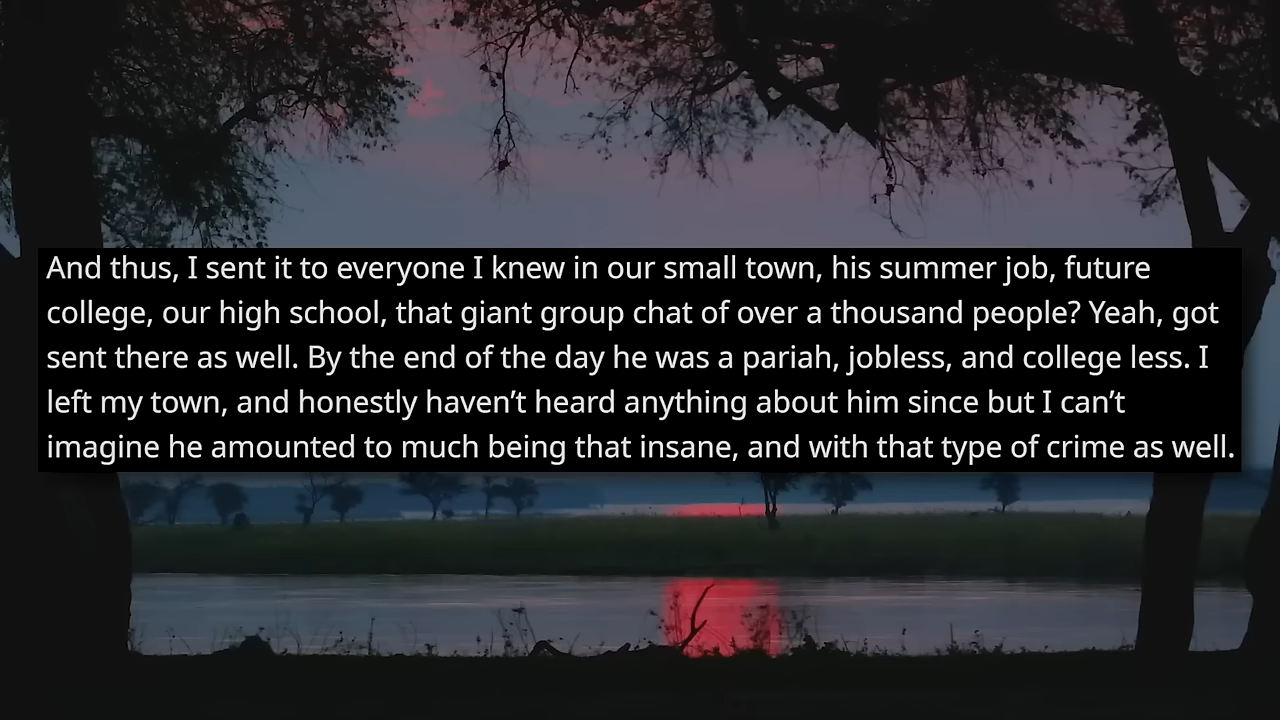 And thus, I sent it to everyone I knew in our small town, his summer job, future
college, our high school, that giant group chat of over a thousand people? Yeah, got
sent there as well. By the end of the day he was a pariah, jobless, and college less. I
left my town, and honestly haven’t heard anything about him since but I can’t
imagine he amounted to much being that insane, and with that type of crime as well.